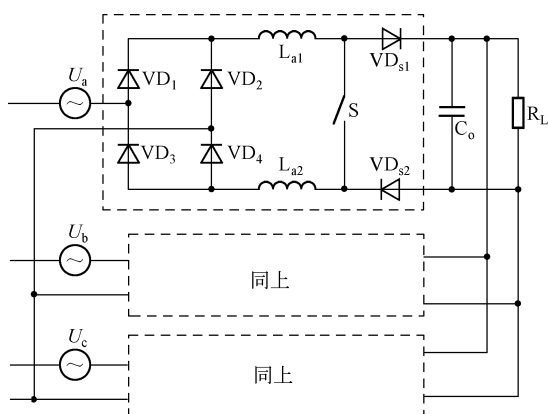 VD_s1
L_a1
U_a
VD_1
VD_2
S
C_o
R_L
VD_3
VD_4
VD_s2
L_a2
U_b
同上
U_c
同上